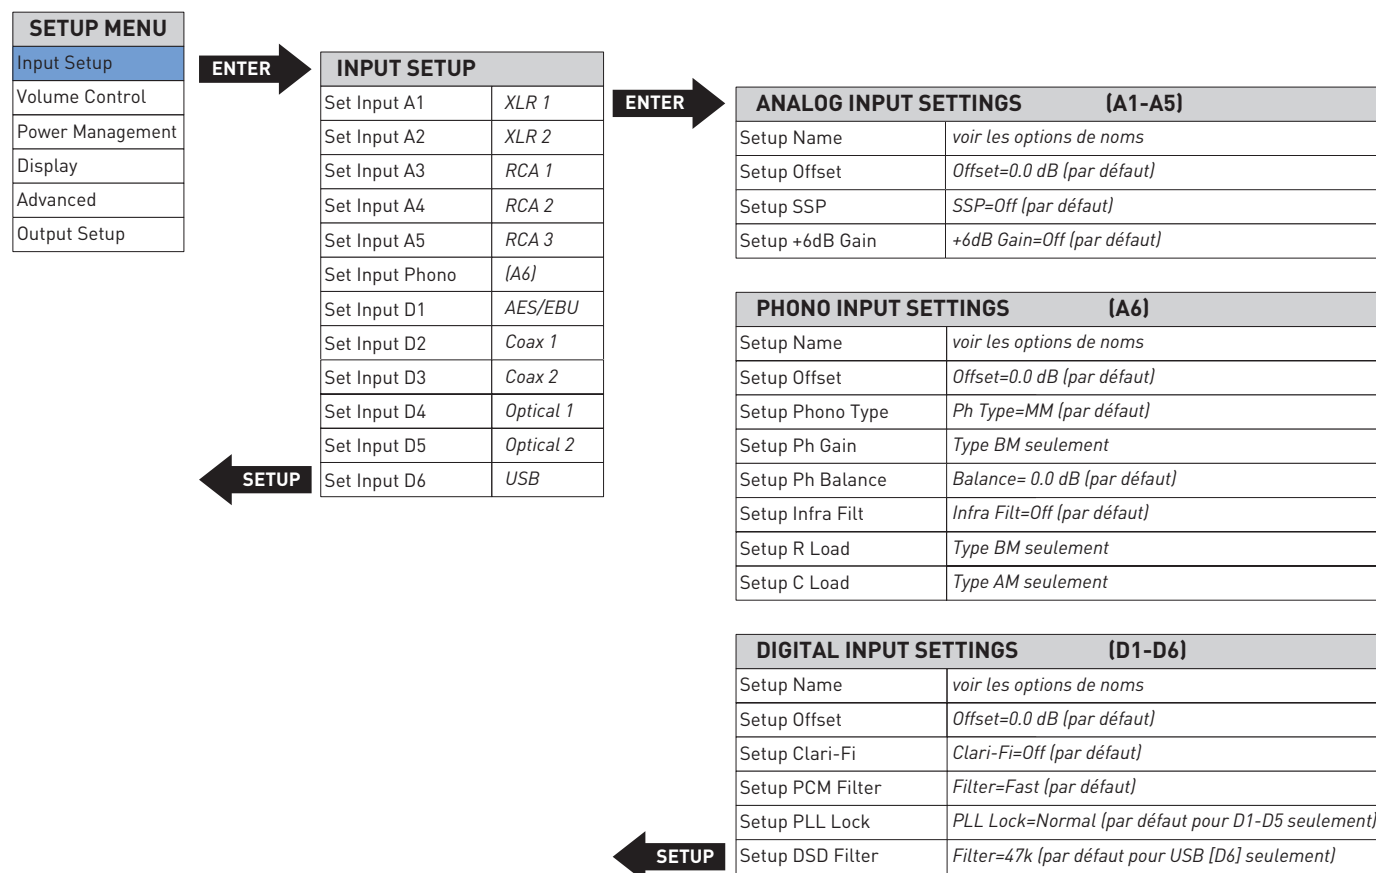 SETUP MENU
Input Setup
Volume Control
Power Management
Display
Advanced
Output Setup
ENTER
INPUT SETUP
Set Input A1 XLR 1
Set Input A2 XLR 2
Set Input A3 RCA 1
Set Input A4 RCA 2
Set Input A5 RCA 3
Set Input Phono (A6)
Set Input D1 AES/EBU
Set Input D2 Coax 1
Set Input D3 Coax 2
Set Input D4 Optical 1
Set Input D5 Optical 2
Set Input D6 USB
SETUP
ENTER
ANALOG INPUT SETTINGS (A1-A5)
Setup Name voir les options de noms
Setup Offset Offset=0.0 dB (par défaut)
Setup SSP SSP=Off (par défaut)
Setup +6dB Gain +6dB Gain=Off (par défaut)
PHONO INPUT SETTINGS (A6)
Setup Name voir les options de noms
Setup Offset Offset=0.0 dB (par défaut)
Setup Phono Type Ph Type=MM (par défaut)
Setup Ph Gain Type BM seulement
Setup Ph Balance Balance= 0.0 dB (par défaut)
Setup Infra Filt Infra Filt=Off (par défaut)
Setup R Load Type BM seulement
Setup C Load Type AM seulement
DIGITAL INPUT SETTINGS (D1-D6)
Setup Name voir les options de noms
Setup Offset Offset=0.0 dB (par défaut)
Setup Clari-Fi Clari-Fi=Off (par défaut)
Setup PCM Filter Filter=Fast (par défaut)
Setup PLL Lock PLL Lock=Normal (par défaut pour D1-D5 seulement)
Setup DSD Filter Filter=47k (par défaut pour USB [D6] seulement)
SETUP